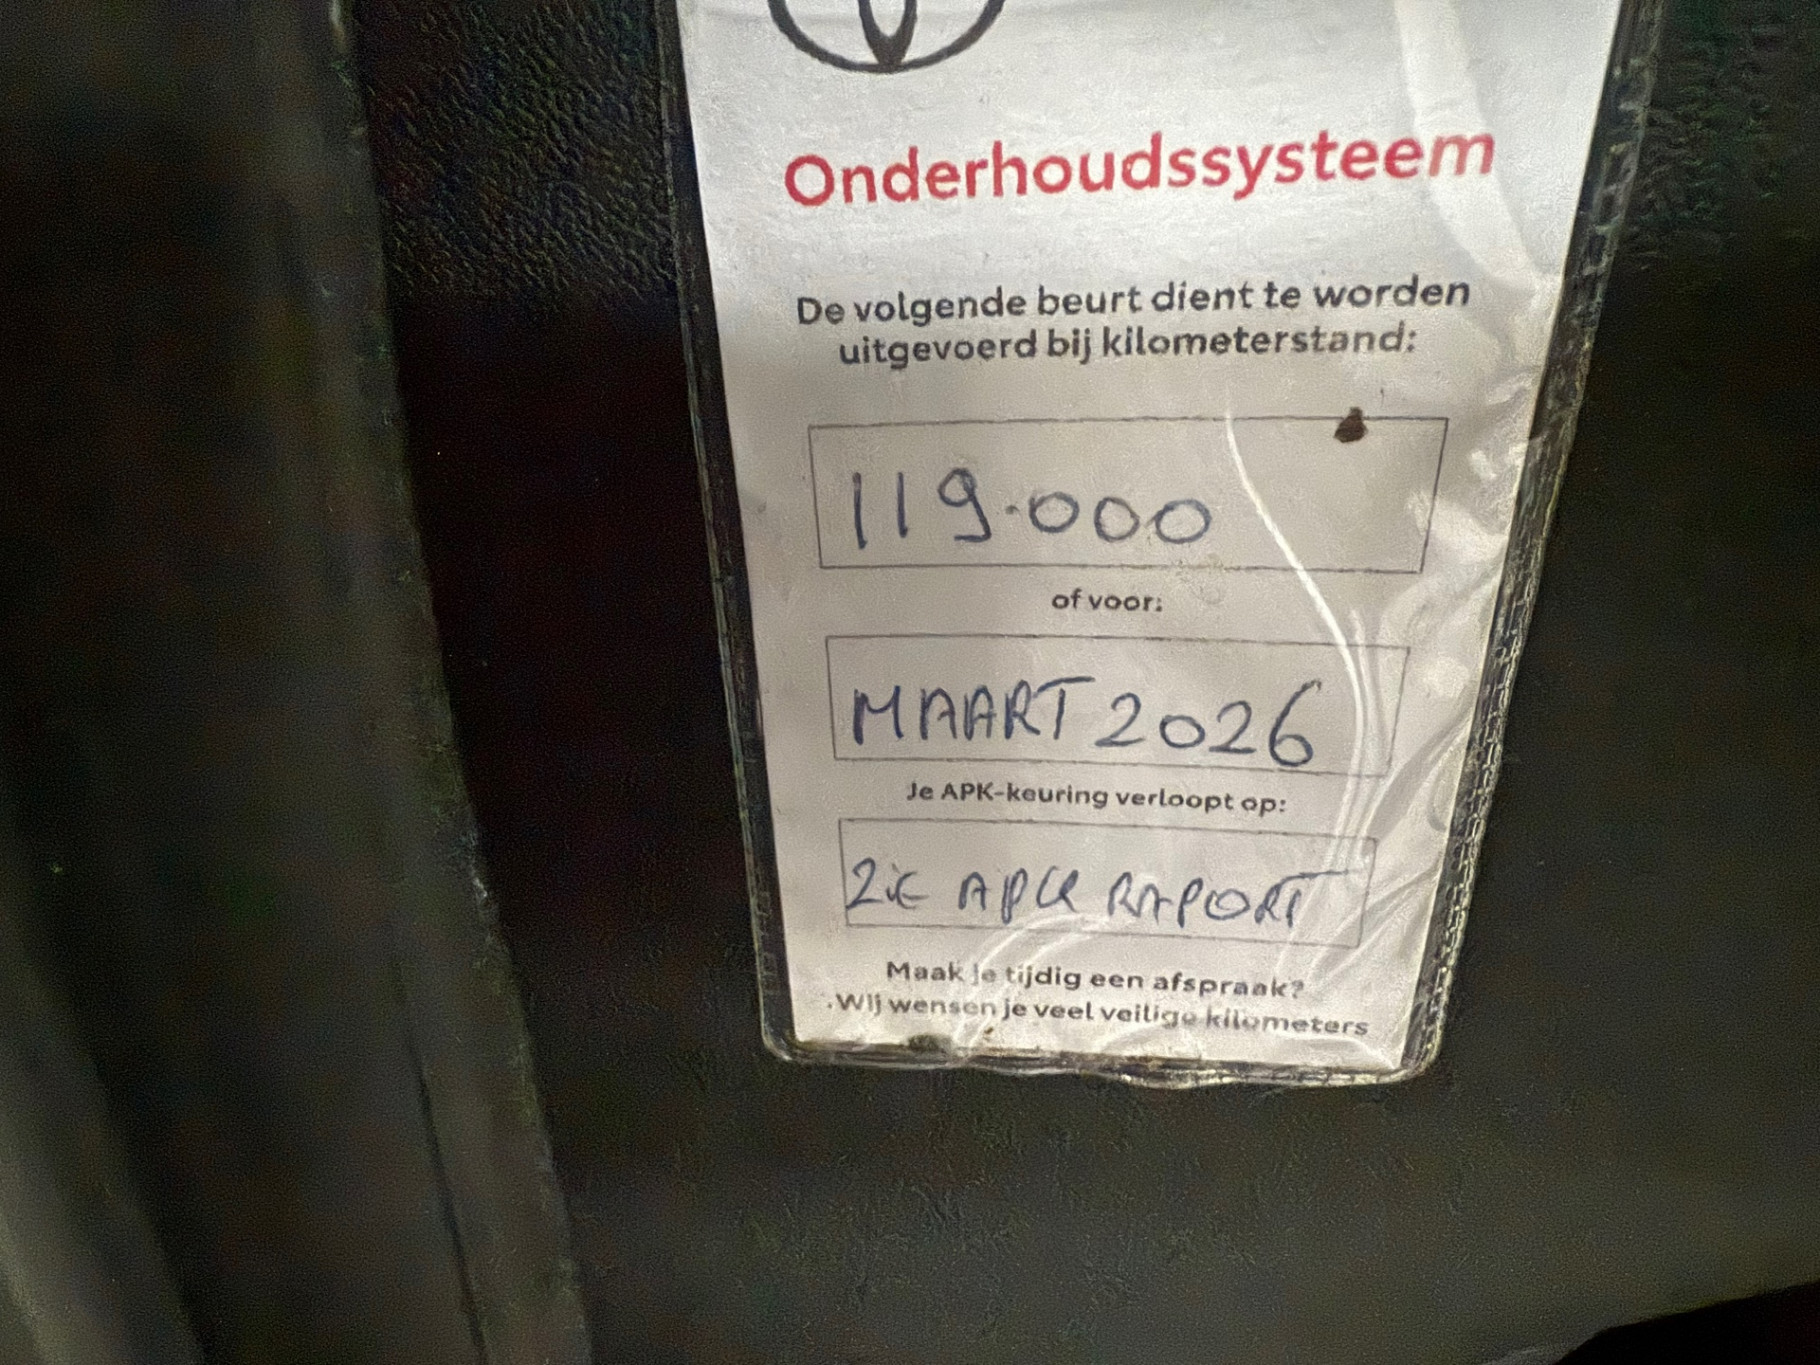 Onderhoudssysteem
De volgende beurt dient te worden
uitgevoerd bij kilometerstand:
119.000
of voor:
MAART 2026
Je APK-keuring verloopt op:
ZiE APK RAPORT
Maak je tijdig een afspraak?
Wij wensen je veel veilige kilometers